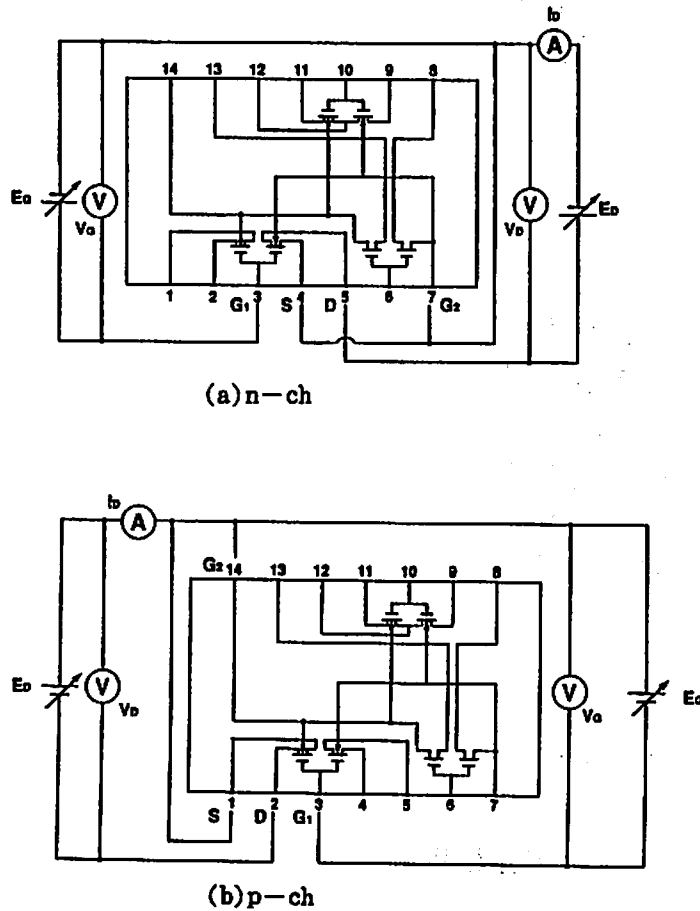 ID
A
14 13 12 11 10 9 8
EG
V
VG
V
VD
ED
1 2 3 4 5 6 7
G1 S D G2
(a)n-ch
ID
A
G2
14 13 12 11 10 9 8
ED
V
VD
V
VG
EG
1 2 3 4 5 6 7
S D G1
(b)p-ch